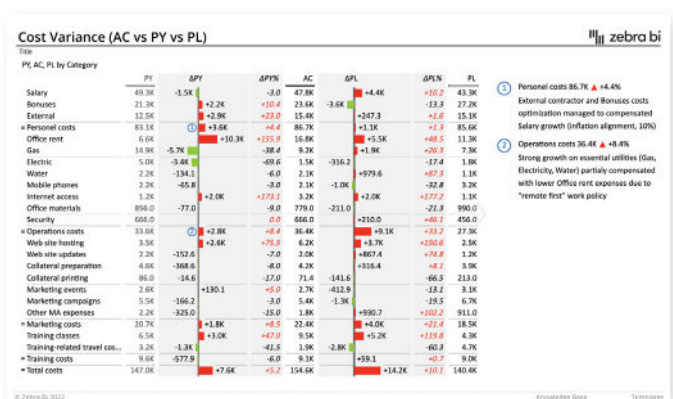 Cost Variance (AC vs PY vs PL)
zebra bi
Title
PY, AC, PL by Category
PY ΔPY ΔPY% AC ΔPL ΔPL% PL
Salary 49.3K -1.5K -3.0 47.8K +4.4K +10.2 43.3K
Bonuses 21.3K +2.2K +10.4 23.6K -3.6K -13.3 27.2K
External 12.5K +2.9K +23.0 15.4K +247.3 +1.6 15.1K
= Personel costs 83.1K 1 +3.6K +4.4 86.7K +1.1K +1.3 85.6K
Office rent 6.6K +10.3K +155.9 16.8K +5.5K +48.5 11.3K
Gas 14.9K -5.7K -38.4 9.2K +1.9K +26.3 7.3K
Electric 5.0K -3.4K -69.6 1.5K -316.2 -17.4 1.8K
Water 2.2K -134.1 -6.0 2.1K +979.6 +87.3 1.1K
Mobile phones 2.2K -65.8 -3.0 2.1K -1.0K -32.8 3.2K
Internet access 1.2K +2.0K +173.1 3.2K +2.0K +177.2 1.1K
Office materials 856.0 -77.0 -9.0 779.0 -211.0 -21.3 990.0
Security 666.0 0.0 666.0 +210.0 +46.1 456.0
= Operations costs 33.6K 2 +2.8K +8.4 36.4K +9.1K +33.2 27.3K
Web site hosting 3.5K +2.6K +75.5 6.2K +3.7K +150.6 2.5K
Web site updates 2.2K -152.6 -7.0 2.0K +867.4 +74.8 1.2K
Collateral preparation 4.6K -368.6 -8.0 4.2K +316.4 +8.1 3.9K
Collateral printing 86.0 -14.6 -17.0 71.4 -141.6 -66.5 213.0
Marketing events 2.6K +130.1 +5.0 2.7K -412.9 -13.1 3.1K
Marketing campaigns 5.5K -166.2 -3.0 5.4K -1.3K -19.5 6.7K
Other MA expenses 2.2K -325.0 -15.0 1.8K +930.7 +102.2 911.0
= Marketing costs 20.7K +1.8K +8.5 22.4K +4.0K +21.4 18.5K
Training classes 6.5K +3.0K +47.0 9.5K +5.2K +119.8 4.3K
Training-related travel cos... 3.2K -1.3K -41.5 1.9K -2.8K -60.3 4.7K
= Training costs 9.6K -577.9 -6.0 9.1K +59.1 +0.7 9.0K
= Total costs 147.0K +7.6K +5.2 154.6K +14.2K +10.1 140.4K
1 Personel costs 86.7K ▲ +4.4%
External contractor and Bonuses costs
optimization managed to compensated
Salary growth (inflation alignment, 10%)
2 Operations costs 36.4K ▲ +8.4%
Strong growth on essential utilities (Gas,
Electricity, Water) partialy compensated
with lower Office rent expenses due to
"remote first" work policy
© Zebra BI 2022
Knowledge Base Templates